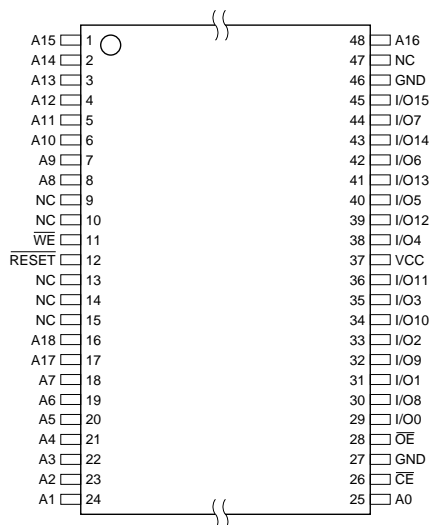 A15 1 48 A16
A14 2 47 NC
A13 3 46 GND
A12 4 45 I/O15
A11 5 44 I/O7
A10 6 43 I/O14
A9 7 42 I/O6
A8 8 41 I/O13
NC 9 40 I/O5
NC 10 39 I/O12
W̅E̅ 11 38 I/O4
R̅E̅S̅E̅T̅ 12 37 VCC
NC 13 36 I/O11
NC 14 35 I/O3
NC 15 34 I/O10
A18 16 33 I/O2
A17 17 32 I/O9
A7 18 31 I/O1
A6 19 30 I/O8
A5 20 29 I/O0
A4 21 28 O̅E̅
A3 22 27 GND
A2 23 26 C̅E̅
A1 24 25 A0